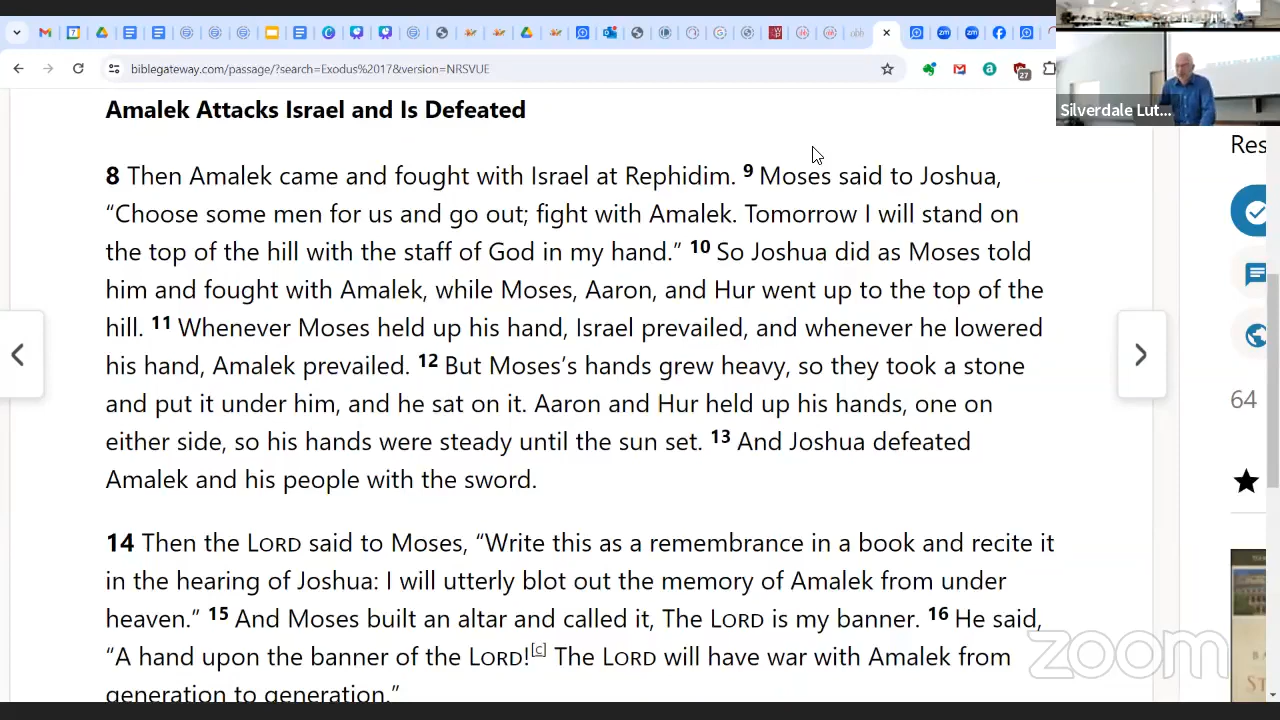 biblegateway.com/passage/?search=Exodus%2017&version=NRSVUE
27
Silverdale Lut...
Amalek Attacks Israel and Is Defeated
8 Then Amalek came and fought with Israel at Rephidim. 9 Moses said to Joshua,
“Choose some men for us and go out; fight with Amalek. Tomorrow I will stand on
the top of the hill with the staff of God in my hand.” 10 So Joshua did as Moses told
him and fought with Amalek, while Moses, Aaron, and Hur went up to the top of the
hill. 11 Whenever Moses held up his hand, Israel prevailed, and whenever he lowered
his hand, Amalek prevailed. 12 But Moses’s hands grew heavy, so they took a stone
and put it under him, and he sat on it. Aaron and Hur held up his hands, one on
either side, so his hands were steady until the sun set. 13 And Joshua defeated
Amalek and his people with the sword.
14 Then the LORD said to Moses, “Write this as a remembrance in a book and recite it
in the hearing of Joshua: I will utterly blot out the memory of Amalek from under
heaven.” 15 And Moses built an altar and called it, The LORD is my banner. 16 He said,
“A hand upon the banner of the LORD![c] The LORD will have war with Amalek from
generation to generation.”
Res
64
zoom